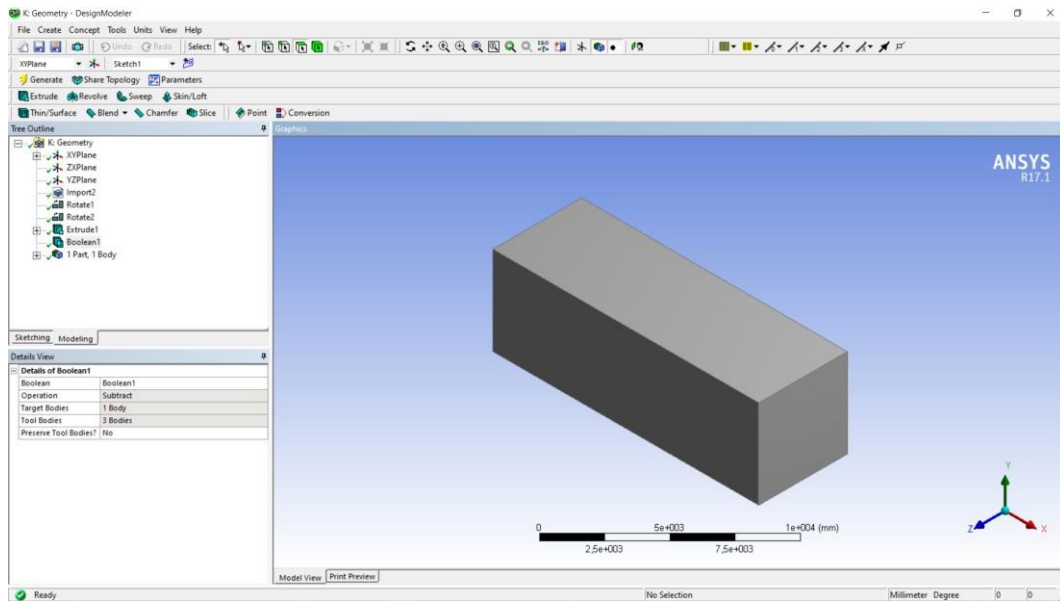 K: Geometry - DesignModeler
File Create Concept Tools Units View Help
Undo Redo Select:
XYPlane Sketch1
Generate Share Topology Parameters
Extrude Revolve Sweep Skin/Loft
Thin/Surface Blend Chamfer Slice Point Conversion
Tree Outline
K: Geometry
XYPlane
ZXPlane
YZPlane
Import2
Rotate1
Rotate2
Extrude1
Boolean1
1 Part, 1 Body
Sketching Modeling
Details View
Details of Boolean1
Boolean Boolean1
Operation Subtract
Target Bodies 1 Body
Tool Bodies 3 Bodies
Preserve Tool Bodies? No
Graphics
ANSYS
R17.1
Y
Z X
0 5e+003 1e+004 (mm)
2,5e+003 7,5e+003
Model View Print Preview
Ready No Selection Millimeter Degree 0 0